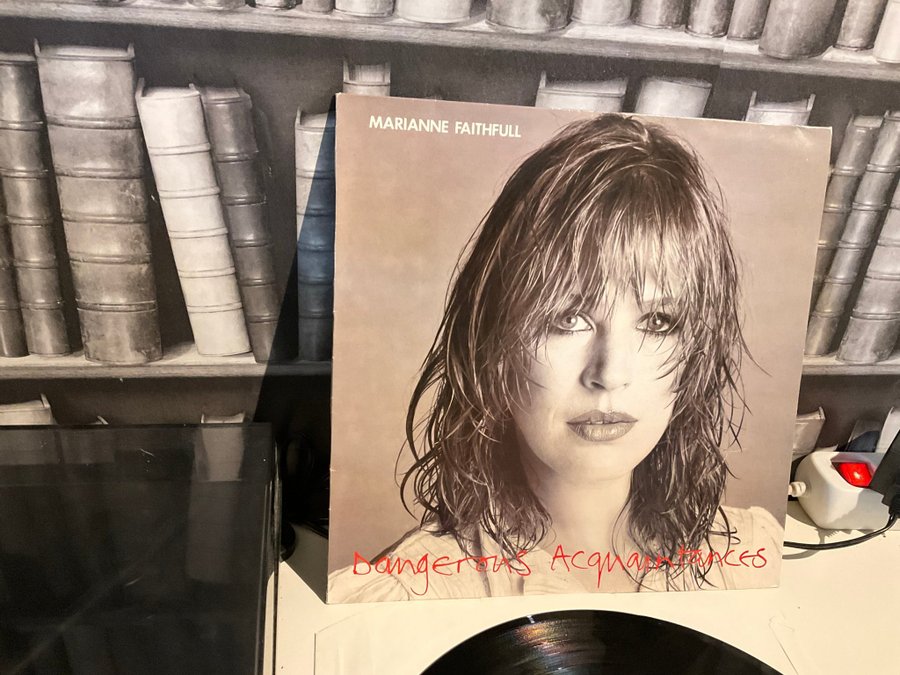 MARIANNE FAITHFULL
Dangerous Acquaintances